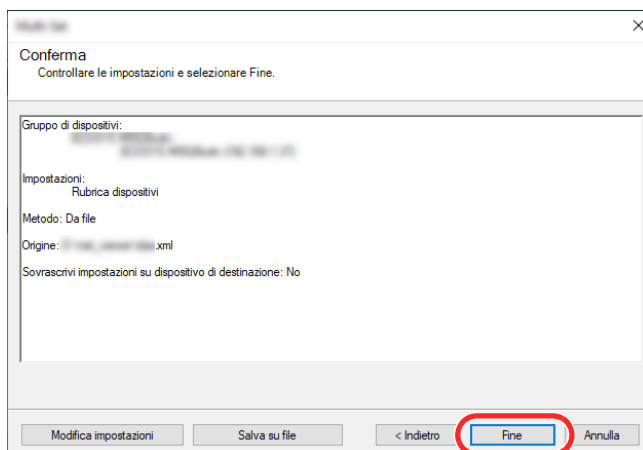 Conferma
Controllare le impostazioni e selezionare Fine.
Gruppo di dispositivi:
Impostazioni:
Rubrica dispositivi
Metodo: Da file
Origine: .xml
Sovrascrivi impostazioni su dispositivo di destinazione: No
Modifica impostazioni
Salva su file
< Indietro
Fine
Annulla